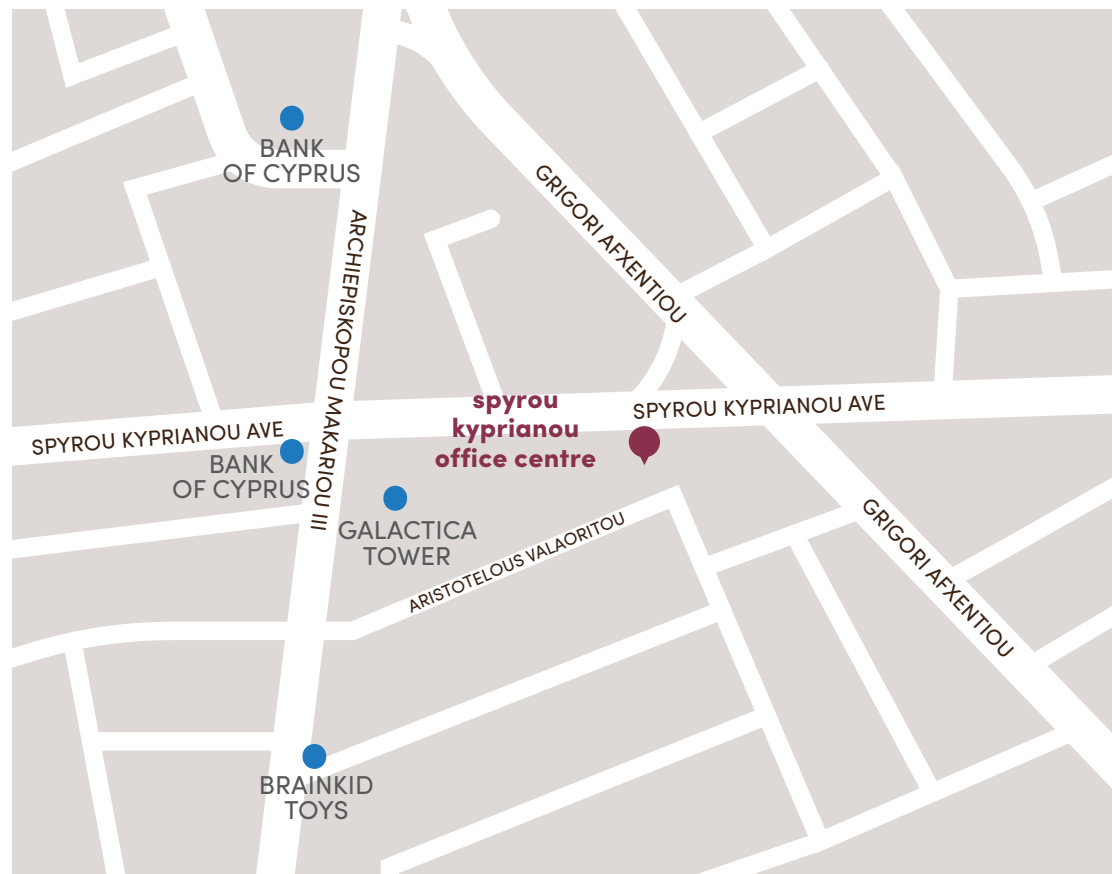 BANK
OF CYPRUS
GRIGORI AFXENTIOU
ARCHIEPISKOPOU MAKARIOU III
spyrou
kyprianou
office centre
SPYROU KYPRIANOU AVE
SPYROU KYPRIANOU AVE
BANK
OF CYPRUS
GALACTICA
TOWER
ARISTOTELOUS VALAORITOU
GRIGORI AFXENTIOU
BRAINKID
TOYS